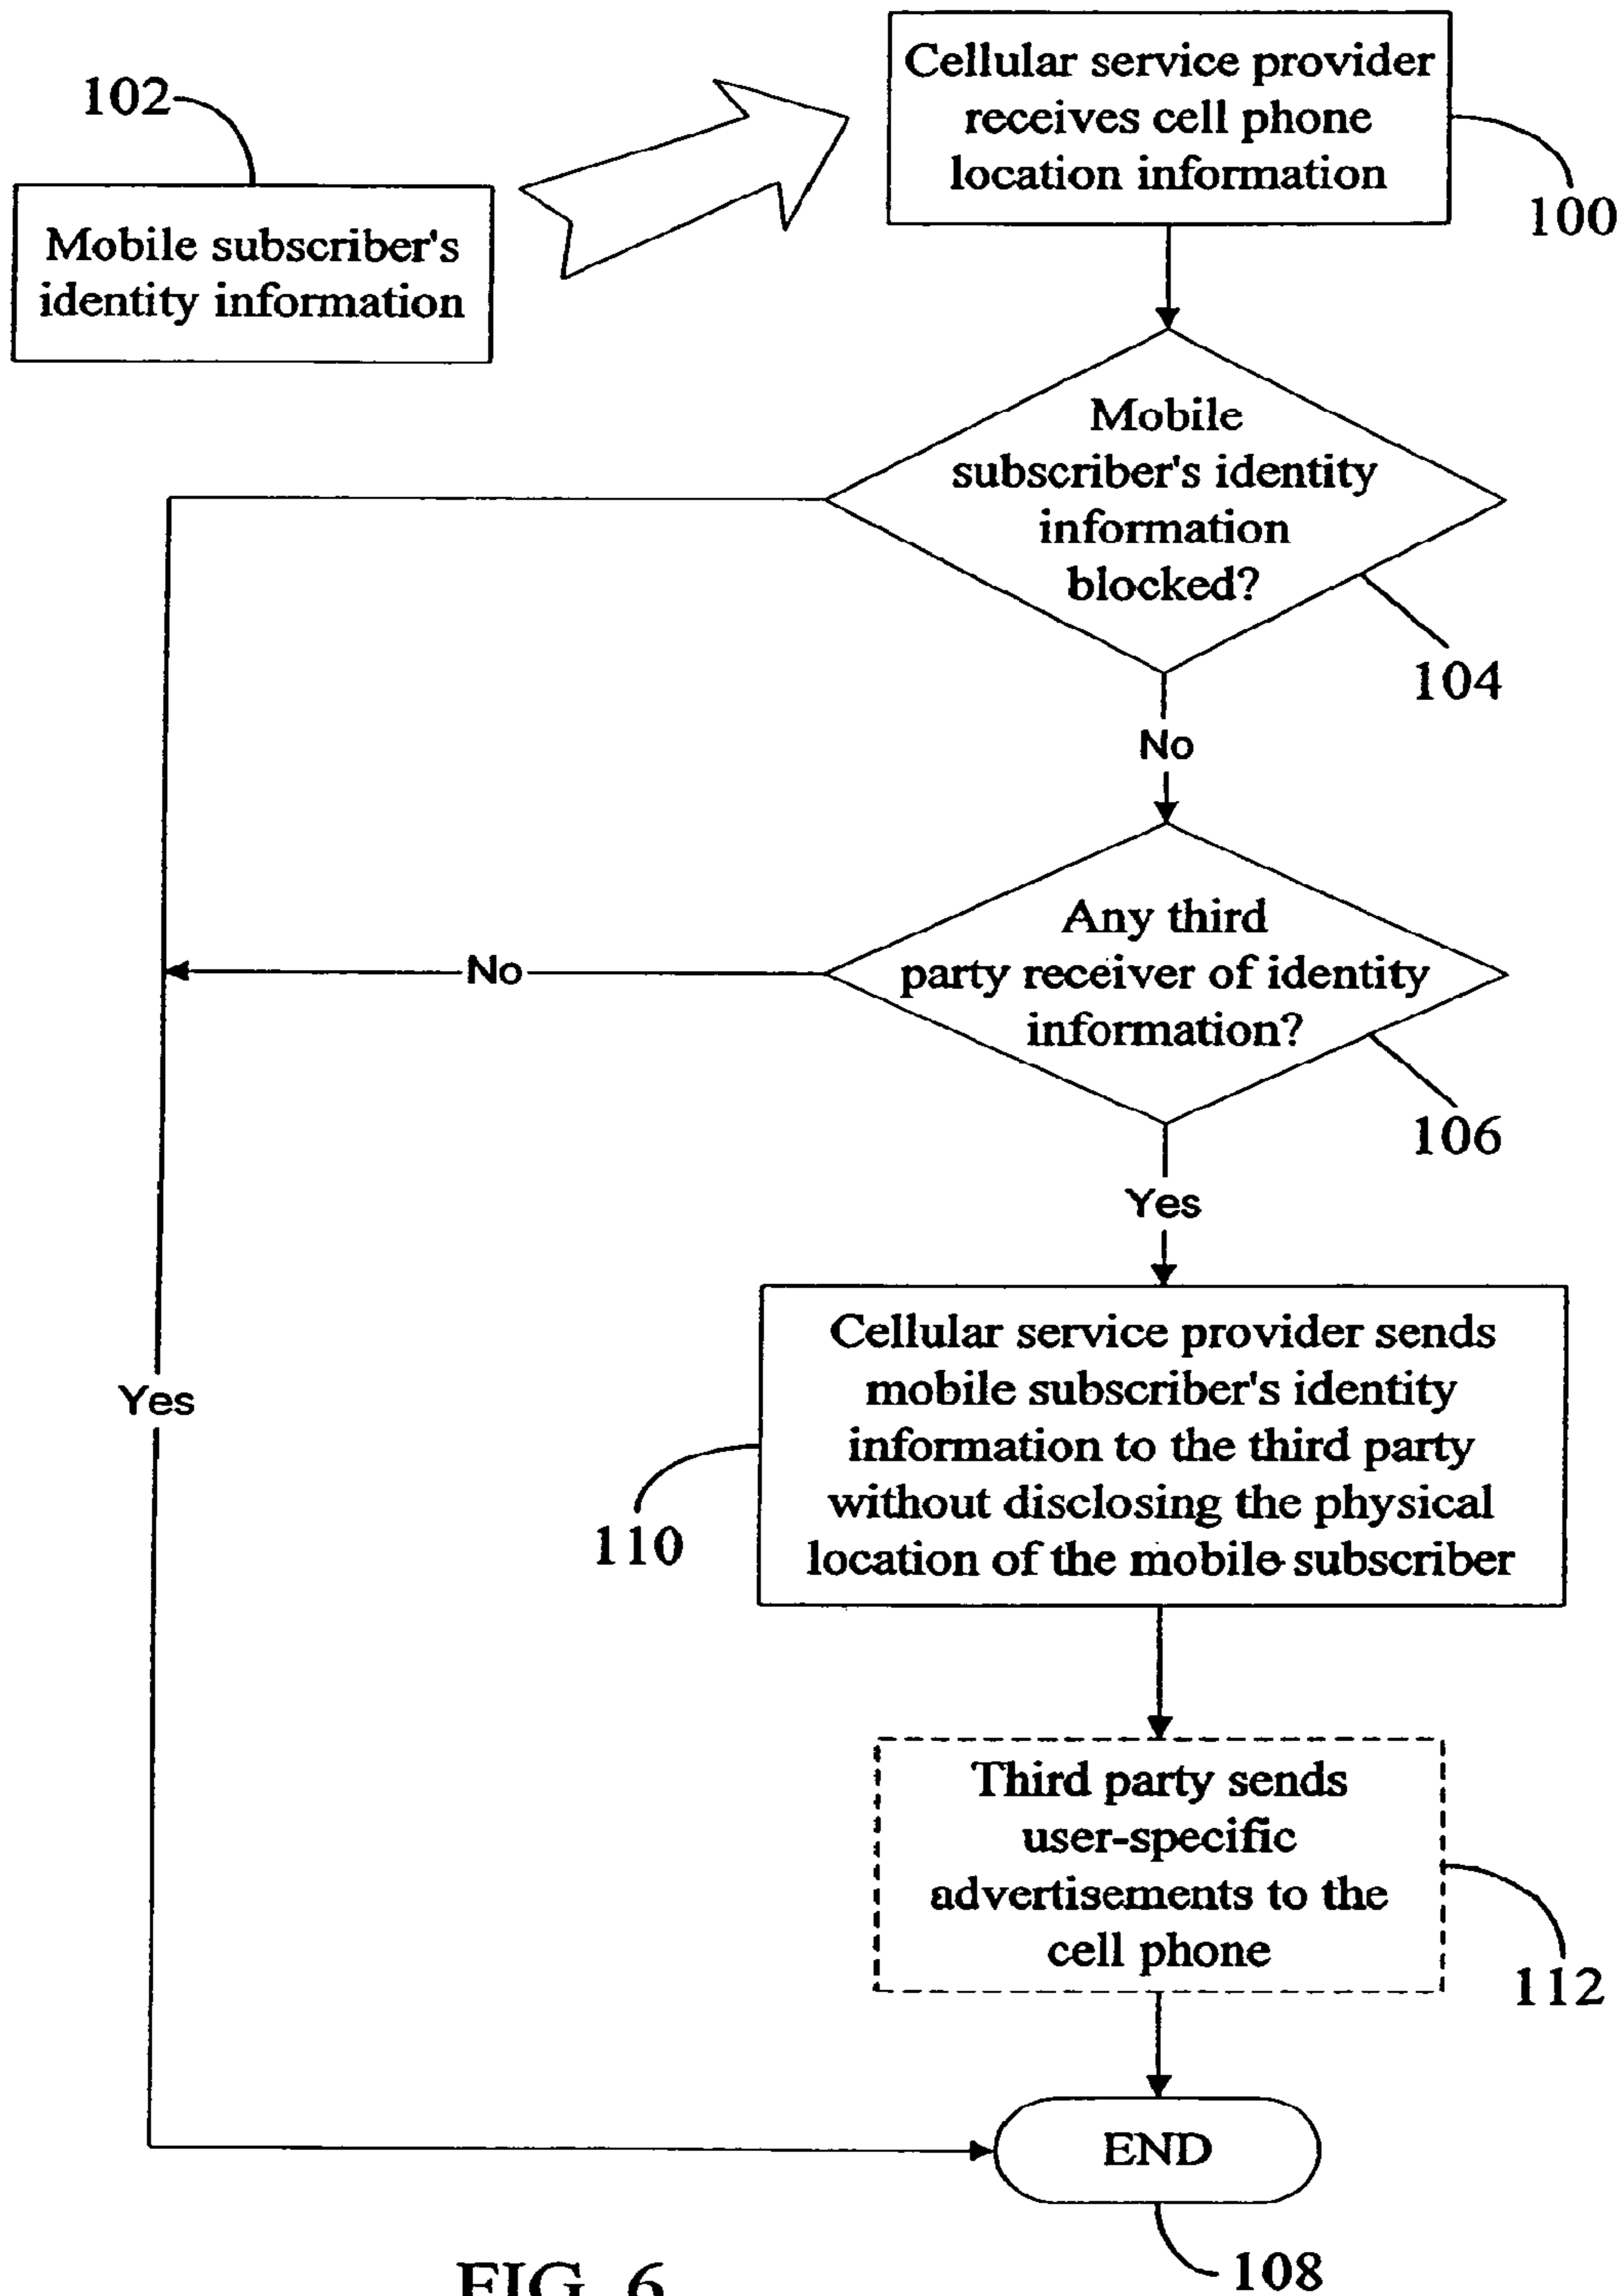 Cellular service provider
receives cell phone
location information
100
102
Mobile subscriber's
identity information
Mobile
subscriber's identity
information
blocked?
104
No
Any third
party receiver of identity
information?
106
No
Yes
Cellular service provider sends
mobile subscriber's identity
information to the third party
without disclosing the physical
location of the mobile subscriber
110
Yes
Third party sends
user-specific
advertisements to the
cell phone
112
END
108
FIG. 6